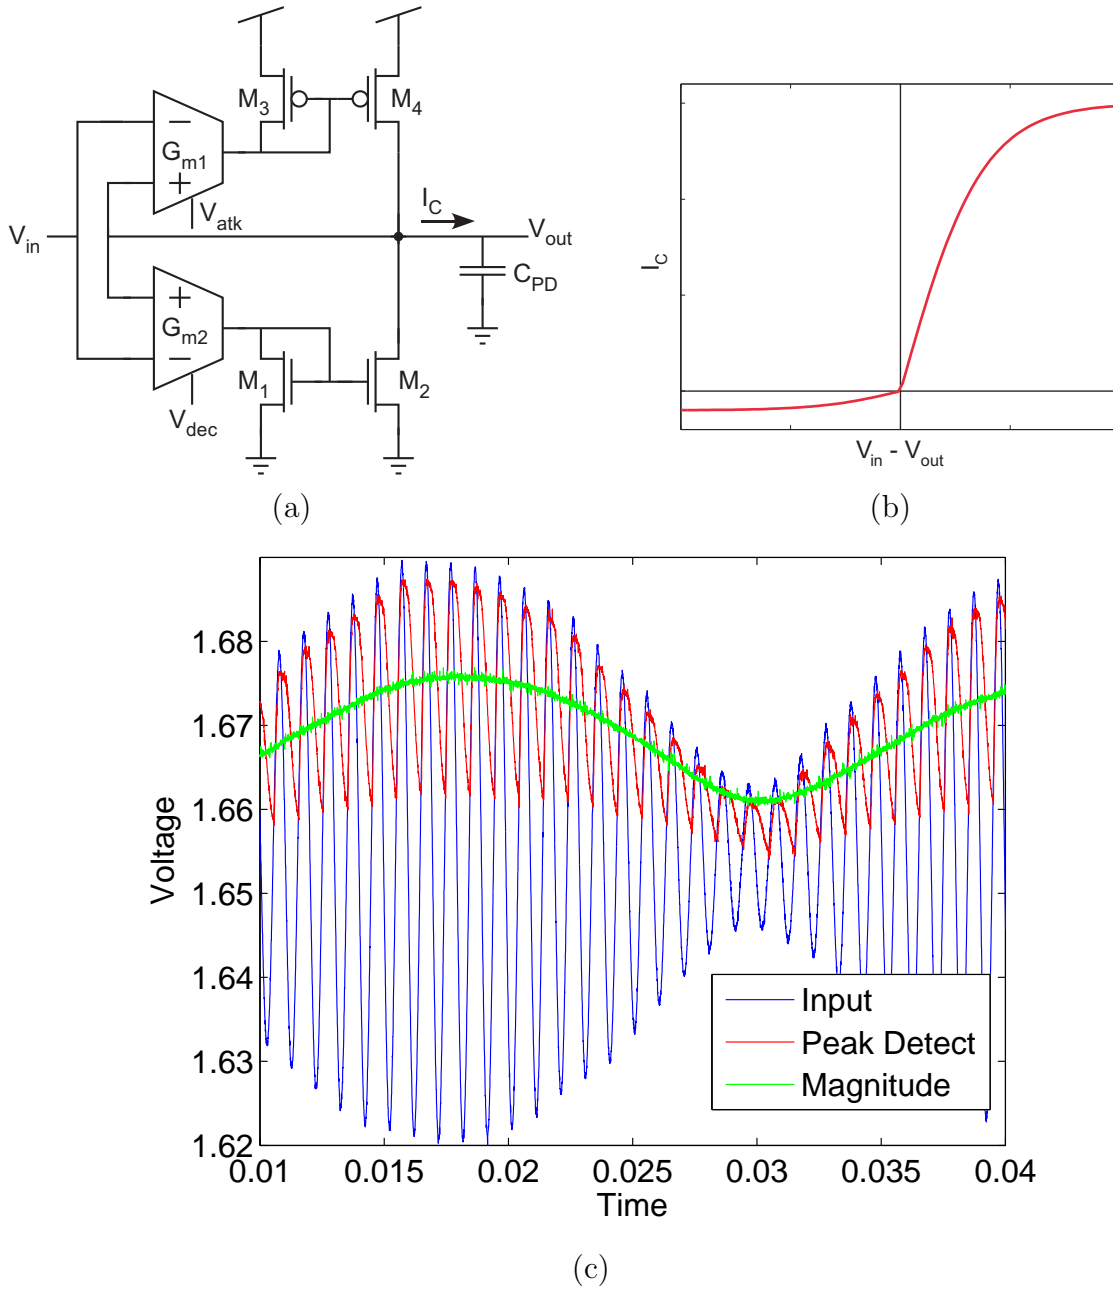 M3
M4
−
Gm1
+
Vatk
IC
Vin
Vout
+
CPD
Gm2
−
M1
M2
Vdec
(a)
IC
Vin - Vout
(b)
1.68
1.67
1.66
1.65
1.64
1.63
1.62
Voltage
Input
Peak Detect
Magnitude
0.01 0.015 0.02 0.025 0.03 0.035 0.04
Time
(c)